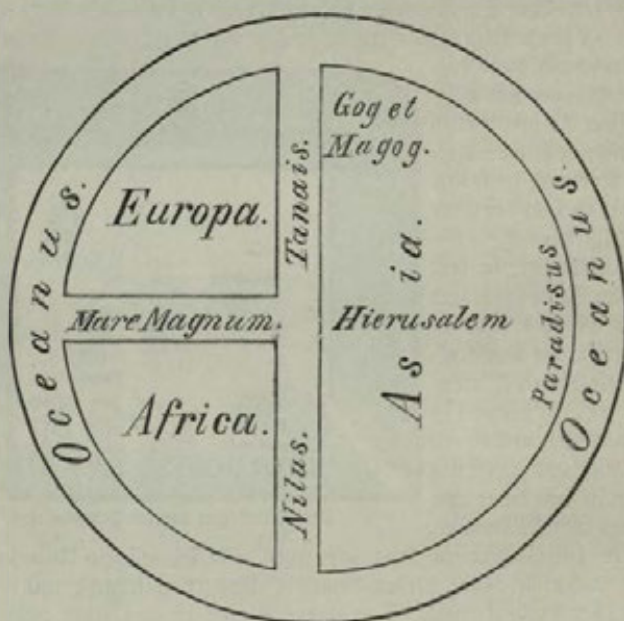 Gog et
Magog.
Europa.
Tanais.
Asia.
Oceanus.
Oceanus.
Mare Magnum.
Hierusalem
Paradisus
Africa.
Nilus.